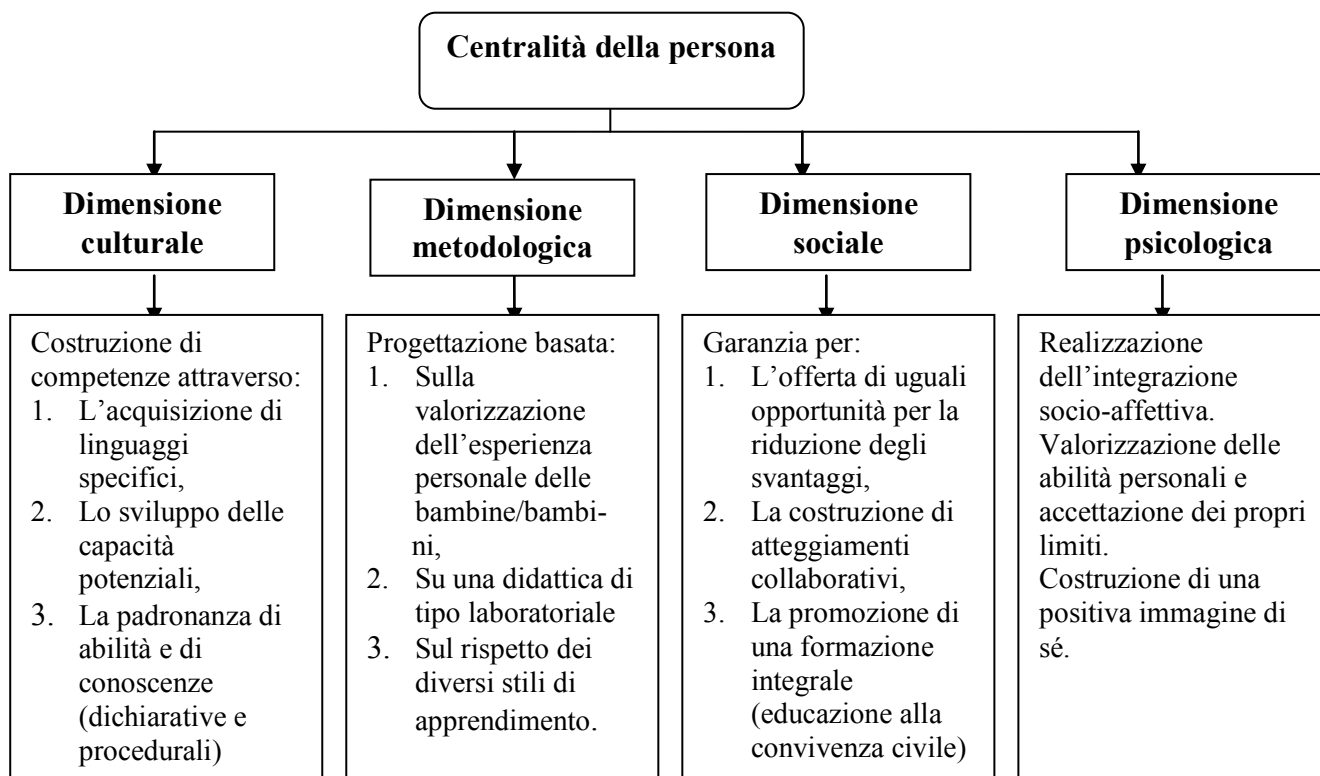 Centralità della persona
Dimensione
culturale
Dimensione
metodologica
Dimensione
sociale
Dimensione
psicologica
Costruzione di
competenze attraverso:
1. L’acquisizione di
linguaggi
specifici,
2. Lo sviluppo delle
capacità
potenziali,
3. La padronanza di
abilità e di
conoscenze
(dichiarative e
procedurali)
Progettazione basata:
1. Sulla
valorizzazione
dell’esperienza
personale delle
bambine/bambi-
ni,
2. Su una didattica di
tipo laboratoriale
3. Sul rispetto dei
diversi stili di
apprendimento.
Garanzia per:
1. L’offerta di uguali
opportunità per la
riduzione degli
svantaggi,
2. La costruzione di
atteggiamenti
collaborativi,
3. La promozione di
una formazione
integrale
(educazione alla
convivenza civile)
Realizzazione
dell’integrazione
socio-affettiva.
Valorizzazione delle
abilità personali e
accettazione dei propri
limiti.
Costruzione di una
positiva immagine di
sé.